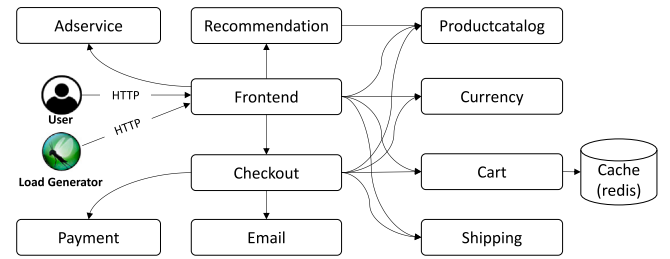 Adservice
Recommendation
Productcatalog
HTTP
User
Frontend
Currency
HTTP
Load Generator
Checkout
Cart
Cache
(redis)
Payment
Email
Shipping